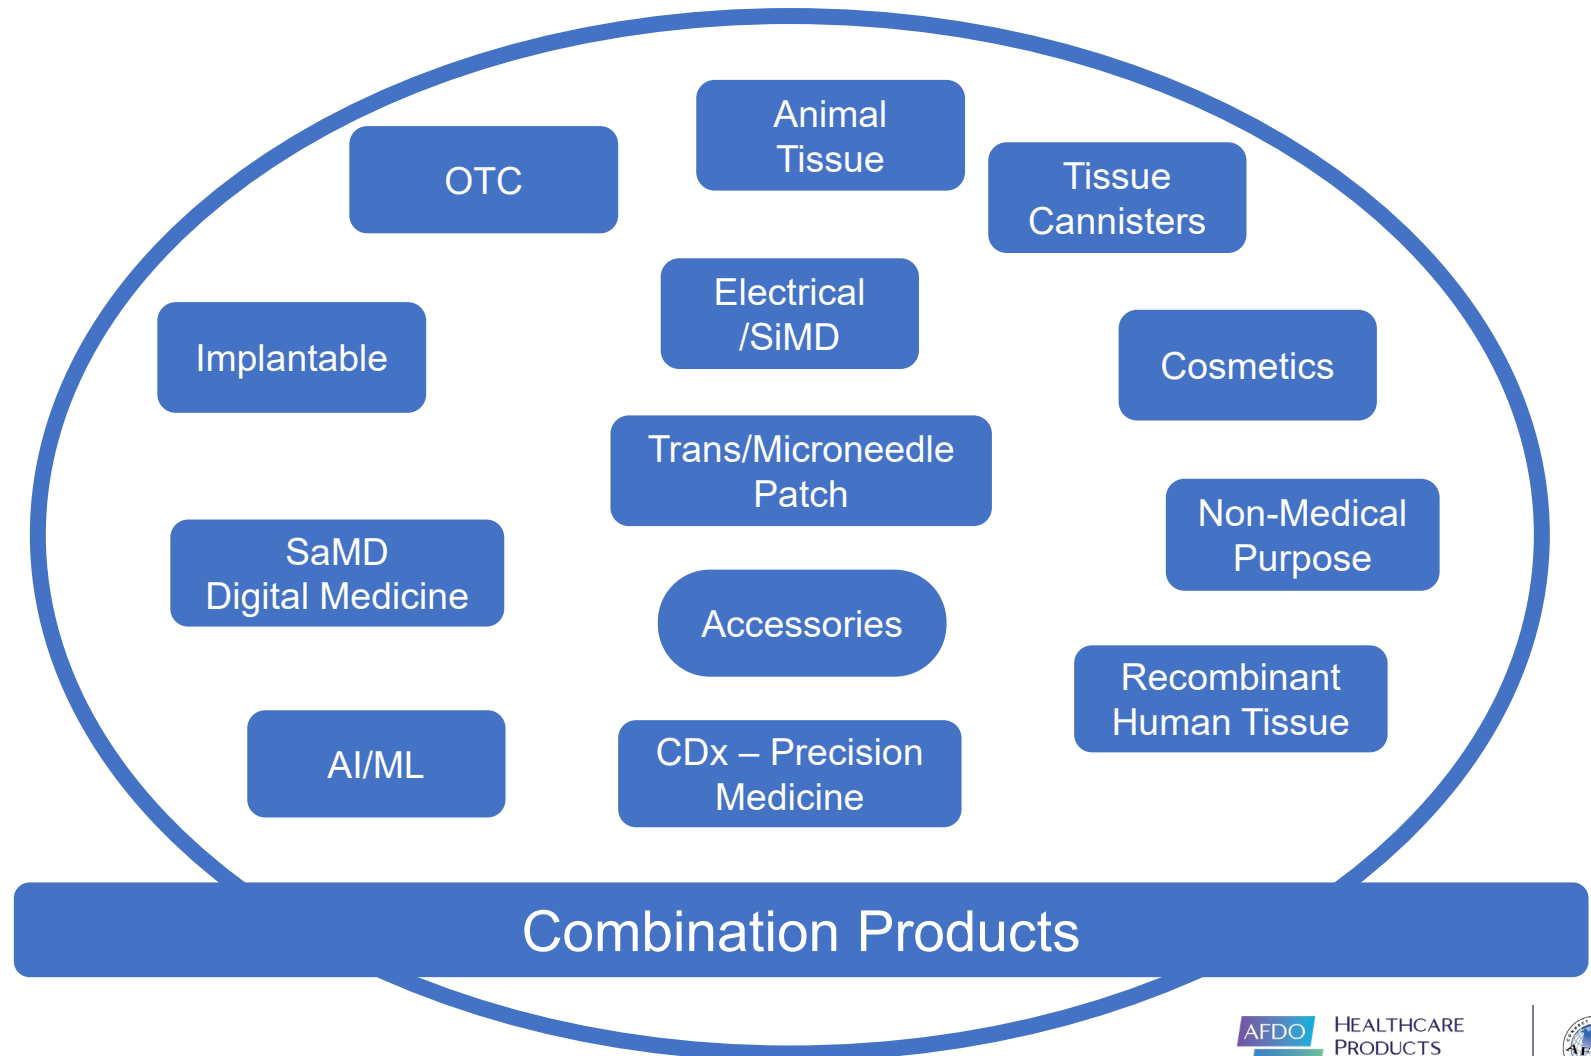 Animal
Tissue
OTC
Tissue
Cannisters
Electrical
/SiMD
Implantable
Cosmetics
Trans/Microneedle
Patch
Non-Medical
Purpose
SaMD
Digital Medicine
Accessories
Recombinant
Human Tissue
AI/ML
CDx – Precision
Medicine
Combination Products
AFDO
HEALTHCARE
PRODUCTS